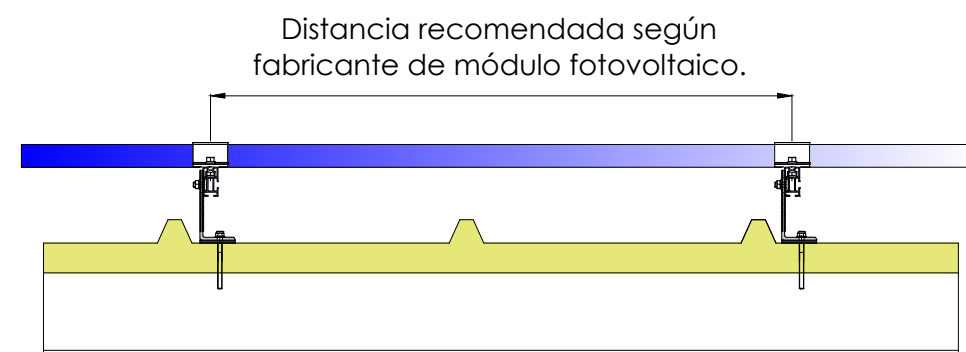 Distancia recomendada según
fabricante de módulo fotovoltaico.